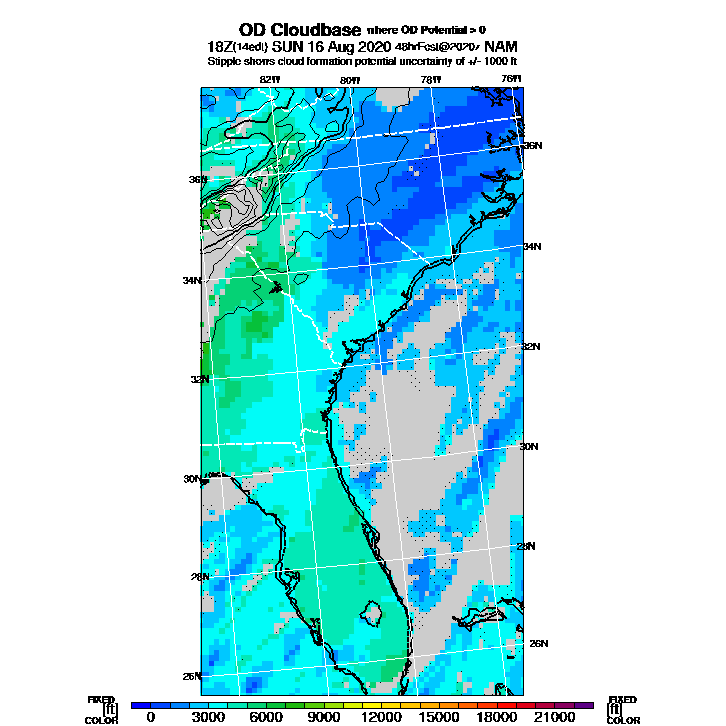 OD Cloudbase where OD Potential > 0
18Z(14edt) SUN 16 Aug 2020 48hrFcst@2020z NAM
Stipple shows cloud formation potential uncertainty of +/- 1000 ft
82W 80W 78W 76W
36N
36N
34N
34N
32N
32N
30N
30N
28N
28N
26N
26N
FIXED FIXED
[ft] [ft]
COLOR COLOR
0 3000 6000 9000 12000 15000 18000 21000